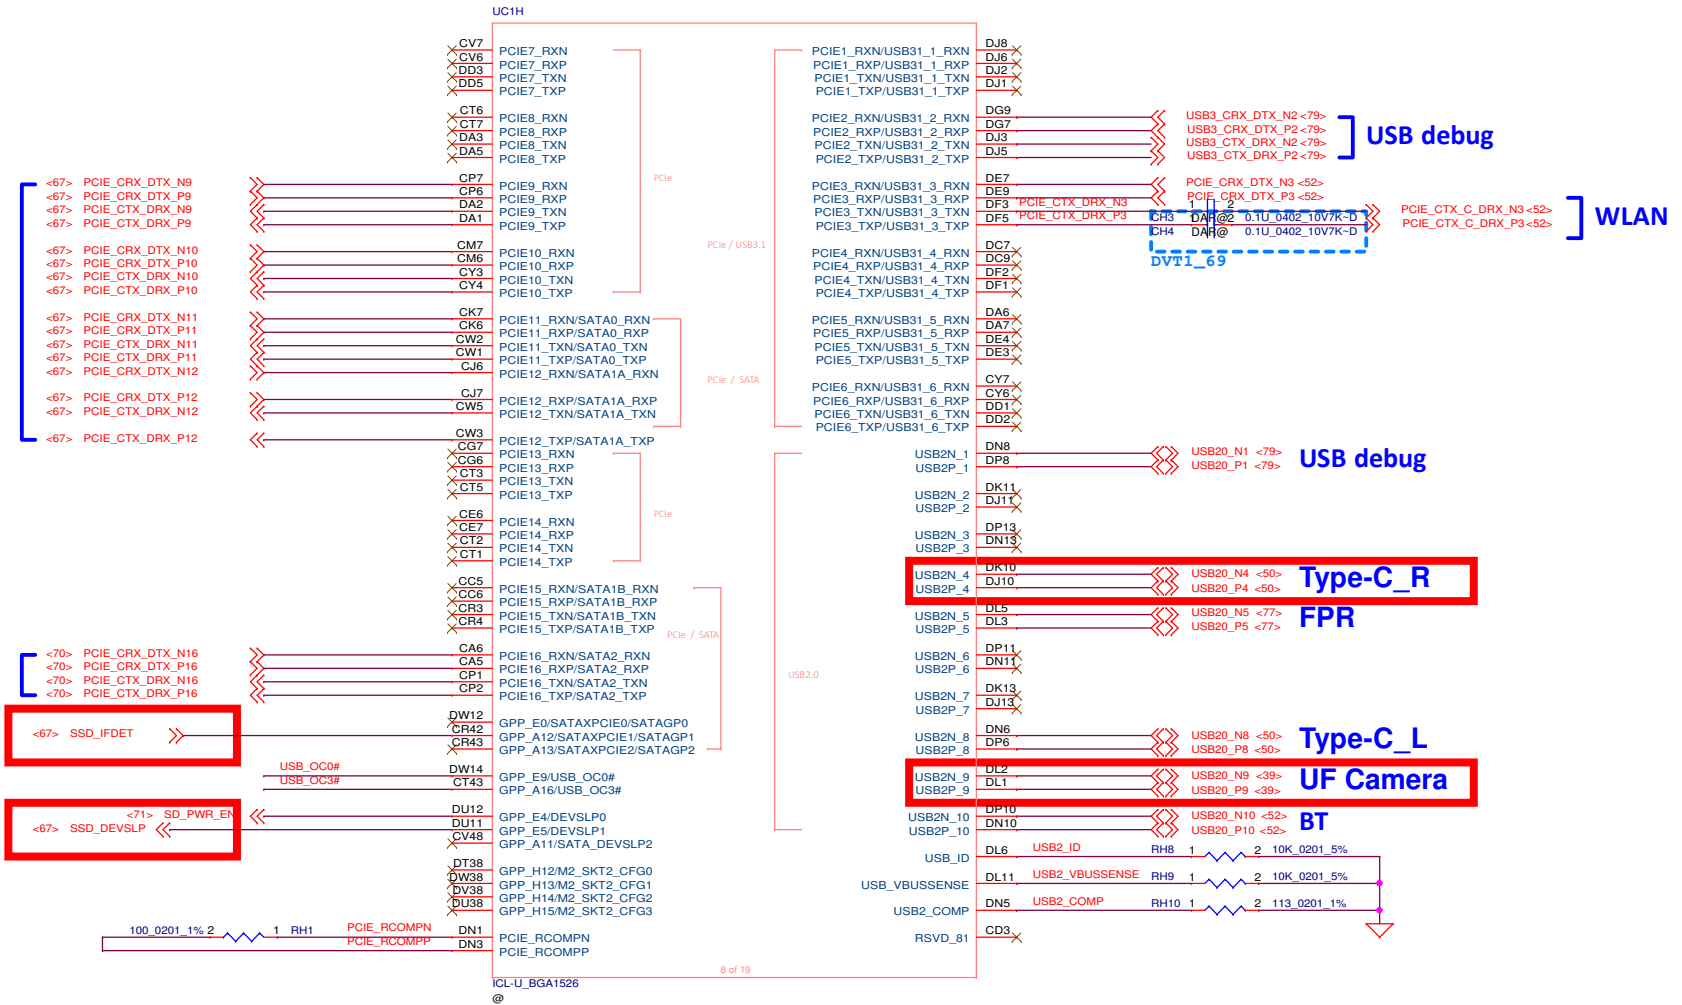 UC1H
CV7 PCIE7_RXN
CV6 PCIE7_RXP
DD3 PCIE7_TXN
DD5 PCIE7_TXP
CT6 PCIE8_RXN
CT7 PCIE8_RXP
DA3 PCIE8_TXN
DA5 PCIE8_TXP
<67> PCIE_CRX_DTX_N9 CP7 PCIE9_RXN
<67> PCIE_CRX_DTX_P9 CP6 PCIE9_RXP
<67> PCIE_CTX_DRX_N9 DA2 PCIE9_TXN
<67> PCIE_CTX_DRX_P9 DA1 PCIE9_TXP
<67> PCIE_CRX_DTX_N10 CM7 PCIE10_RXN
<67> PCIE_CRX_DTX_P10 CM6 PCIE10_RXP
<67> PCIE_CTX_DRX_N10 CY3 PCIE10_TXN
<67> PCIE_CTX_DRX_P10 CY4 PCIE10_TXP
<67> PCIE_CRX_DTX_N11 CK7 PCIE11_RXN/SATA0_RXN
<67> PCIE_CRX_DTX_P11 CK6 PCIE11_RXP/SATA0_RXP
<67> PCIE_CTX_DRX_N11 CW2 PCIE11_TXN/SATA0_TXN
<67> PCIE_CTX_DRX_P11 CW1 PCIE11_TXP/SATA0_TXP
<67> PCIE_CRX_DTX_N12 CJ6 PCIE12_RXN/SATA1A_RXN
<67> PCIE_CRX_DTX_P12 CJ7 PCIE12_RXP/SATA1A_RXP
<67> PCIE_CTX_DRX_N12 CW5 PCIE12_TXN/SATA1A_TXN
<67> PCIE_CTX_DRX_P12 CW3 PCIE12_TXP/SATA1A_TXP
CG7 PCIE13_RXN
CG6 PCIE13_RXP
CT3 PCIE13_TXN
CT5 PCIE13_TXP
CE6 PCIE14_RXN
CE7 PCIE14_RXP
CT2 PCIE14_TXN
CT1 PCIE14_TXP
CC5 PCIE15_RXN/SATA1B_RXN
CC6 PCIE15_RXP/SATA1B_RXP
CR3 PCIE15_TXN/SATA1B_TXN
CR4 PCIE15_TXP/SATA1B_TXP
<70> PCIE_CRX_DTX_N16 CA6 PCIE16_RXN/SATA2_RXN
<70> PCIE_CRX_DTX_P16 CA5 PCIE16_RXP/SATA2_RXP
<70> PCIE_CTX_DRX_N16 CP1 PCIE16_TXN/SATA2_TXN
<70> PCIE_CTX_DRX_P16 CP2 PCIE16_TXP/SATA2_TXP
DW12 GPP_E0/SATAXPCIE0/SATAGP0
<67> SSD_IFDET CR42 GPP_A12/SATAXPCIE1/SATAGP1
CR43 GPP_A13/SATAXPCIE2/SATAGP2
USB_OC0# DW14 GPP_E9/USB_OC0#
USB_OC3# CT43 GPP_A16/USB_OC3#
<71> SD_PWR_EN DU12 GPP_E4/DEVSLP0
<67> SSD_DEVSLP DU11 GPP_E5/DEVSLP1
CV48 GPP_A11/SATA_DEVSLP2
DT38 GPP_H12/M2_SKT2_CFG0
DW38 GPP_H13/M2_SKT2_CFG1
DV38 GPP_H14/M2_SKT2_CFG2
DU38 GPP_H15/M2_SKT2_CFG3
100_0201_1% 2 1 RH1 PCIE_RCOMPN DN1 PCIE_RCOMPN
PCIE_RCOMPP DN3 PCIE_RCOMPP
PCIe
PCIe / USB3.1
PCIe / SATA
PCIe
PCIe / SATA
USB2.0
PCIE1_RXN/USB31_1_RXN DJ8
PCIE1_RXP/USB31_1_RXP DJ6
PCIE1_TXN/USB31_1_TXN DJ2
PCIE1_TXP/USB31_1_TXP DJ1
PCIE2_RXN/USB31_2_RXN DG9 USB3_CRX_DTX_N2 <79>
PCIE2_RXP/USB31_2_RXP DG7 USB3_CRX_DTX_P2 <79>
PCIE2_TXN/USB31_2_TXN DJ3 USB3_CTX_DRX_N2 <79>
PCIE2_TXP/USB31_2_TXP DJ5 USB3_CTX_DRX_P2 <79>
USB debug
PCIE3_RXN/USB31_3_RXN DE7 PCIE_CRX_DTX_N3 <52>
PCIE3_RXP/USB31_3_RXP DE9 PCIE_CRX_DTX_P3 <52>
PCIE3_TXN/USB31_3_TXN DF3 PCIE_CTX_DRX_N3 CH3 1 DAR@ 2 0.1U_0402_10V7K~D PCIE_CTX_C_DRX_N3 <52>
PCIE3_TXP/USB31_3_TXP DF5 PCIE_CTX_DRX_P3 CH4 1 DAR@ 2 0.1U_0402_10V7K~D PCIE_CTX_C_DRX_P3 <52>
WLAN
DVT1_69
PCIE4_RXN/USB31_4_RXN DC7
PCIE4_RXP/USB31_4_RXP DC9
PCIE4_TXN/USB31_4_TXN DF2
PCIE4_TXP/USB31_4_TXP DF1
PCIE5_RXN/USB31_5_RXN DA6
PCIE5_RXP/USB31_5_RXP DA7
PCIE5_TXN/USB31_5_TXN DE4
PCIE5_TXP/USB31_5_TXP DE3
PCIE6_RXN/USB31_6_RXN CY7
PCIE6_RXP/USB31_6_RXP CY6
PCIE6_TXN/USB31_6_TXN DD1
PCIE6_TXP/USB31_6_TXP DD2
USB2N_1 DN8 USB20_N1 <79>
USB2P_1 DP8 USB20_P1 <79>
USB debug
USB2N_2 DK11
USB2P_2 DJ11
USB2N_3 DP13
USB2P_3 DN13
USB2N_4 DK10 USB20_N4 <50>
USB2P_4 DJ10 USB20_P4 <50>
Type-C_R
USB2N_5 DL5 USB20_N5 <77>
USB2P_5 DL3 USB20_P5 <77>
FPR
USB2N_6 DP11
USB2P_6 DN11
USB2N_7 DK13
USB2P_7 DJ13
USB2N_8 DN6 USB20_N8 <50>
USB2P_8 DP6 USB20_P8 <50>
Type-C_L
USB2N_9 DL2 USB20_N9 <39>
USB2P_9 DL1 USB20_P9 <39>
UF Camera
USB2N_10 DP10 USB20_N10 <52>
USB2P_10 DN10 USB20_P10 <52>
BT
USB_ID DL6 USB2_ID RH8 1 2 10K_0201_5%
USB_VBUSSENSE DL11 USB2_VBUSSENSE RH9 1 2 10K_0201_5%
USB2_COMP DN5 USB2_COMP RH10 1 2 113_0201_1%
RSVD_81 CD3
8 of 19
ICL-U_BGA1526
@